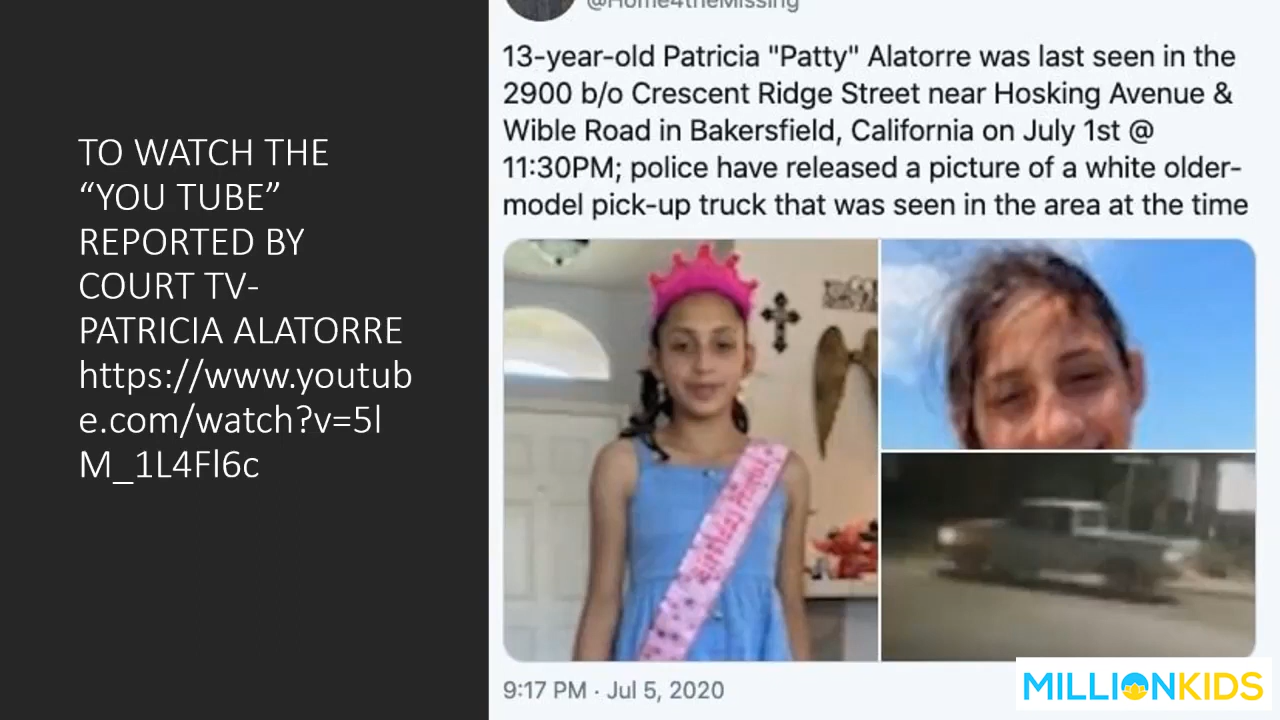 TO WATCH THE
“YOU TUBE”
REPORTED BY
COURT TV-
PATRICIA ALATORRE
https://www.youtub
e.com/watch?v=5l
M_1L4Fl6c
@Home4theMissing
13-year-old Patricia "Patty" Alatorre was last seen in the
2900 b/o Crescent Ridge Street near Hosking Avenue &
Wible Road in Bakersfield, California on July 1st @
11:30PM; police have released a picture of a white older-
model pick-up truck that was seen in the area at the time
9:17 PM · Jul 5, 2020
MILLIONKIDS